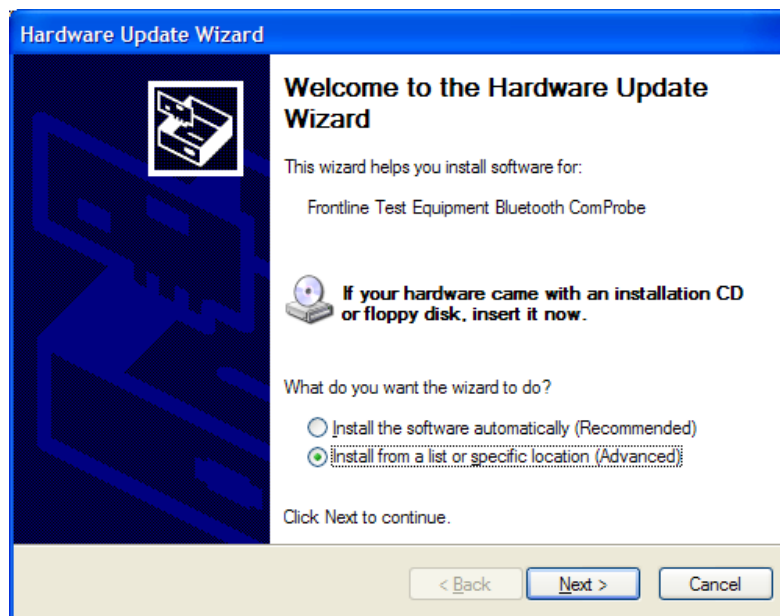 Hardware Update Wizard
Welcome to the Hardware Update
Wizard
This wizard helps you install software for:
Frontline Test Equipment Bluetooth ComProbe
If your hardware came with an installation CD
or floppy disk, insert it now.
What do you want the wizard to do?
Install the software automatically (Recommended)
Install from a list or specific location (Advanced)
Click Next to continue.
< Back Next > Cancel